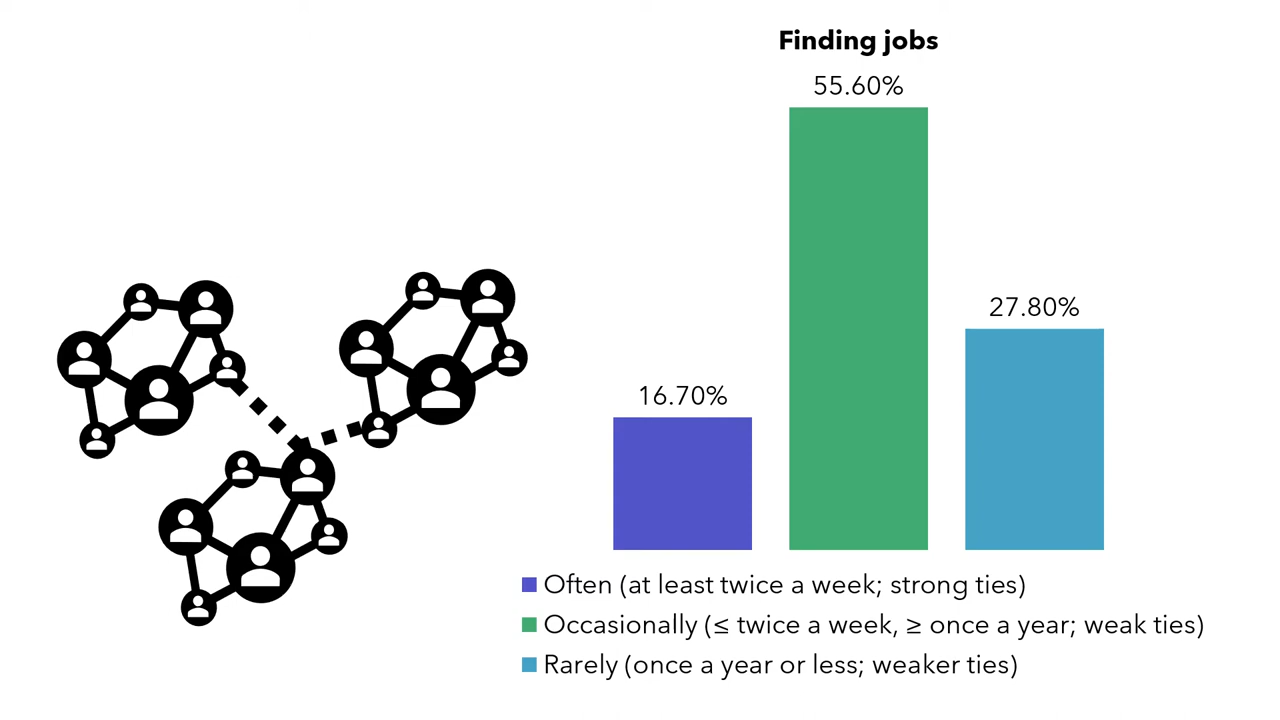 Finding jobs
55.60%
27.80%
16.70%
Often (at least twice a week; strong ties)
Occasionally (≤ twice a week, ≥ once a year; weak ties)
Rarely (once a year or less; weaker ties)